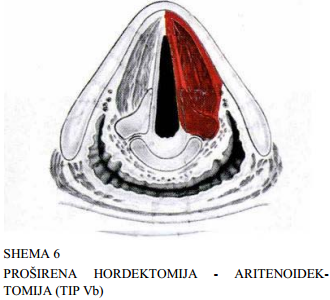 SHEMA 6
PROŠIRENA HORDEKTOMIJA - ARITENOIDEK-
TOMIJA (TIP Vb)